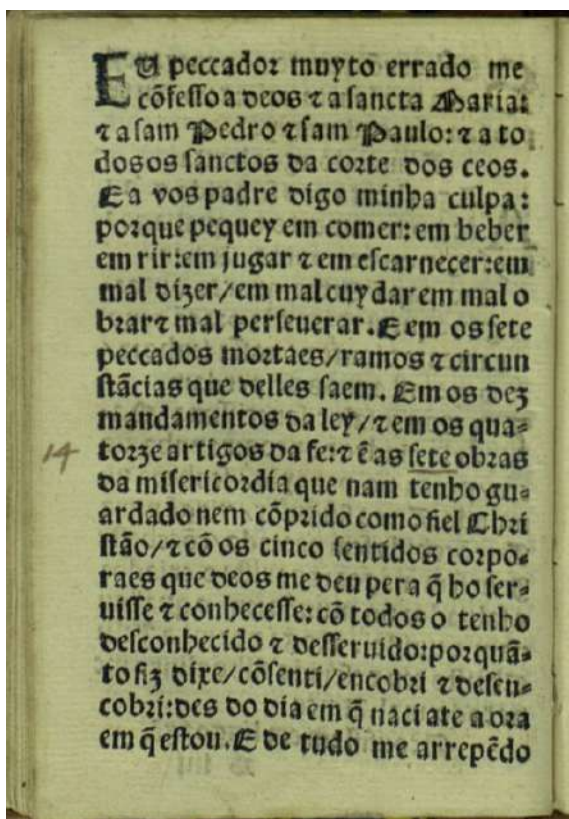 EU peccador muyto errado me
cõfesso a deos ⁊ a sancta Maria:
⁊ a sam Pedro ⁊ sam Paulo: ⁊ a to
dos os sanctos da corte dos ceos.
E a vos padre digo minha culpa:
porque pequey em comer: em beber
em rir: em jugar ⁊ em escarnecer: em
mal dizer/em mal cuydar em mal o
brar ⁊ mal perseuerar. E em os sete
peccados mortaes/ramos ⁊ circun
stãcias que delles saem. Em os dez
mandamentos da ley/⁊ em os qua-
14 torze artigos da fe: ⁊ ẽ as sete obras
da misericordia que nam tenho gu-
ardado nem cõprido como fiel Chri
stão/⁊ cõ os cinco sentidos corpo-
raes que deos me deu pera q̃ ho ser-
uisse ⁊ conhecesse: cõ todos o tenho
desconhecido ⁊ desseruido: por quã-
to fiz dixe/cõsenti/encobri ⁊ descu-
cobri: des do dia em q̃ naci ate a ora
em q̃ estou. E de tudo me arrepẽdo